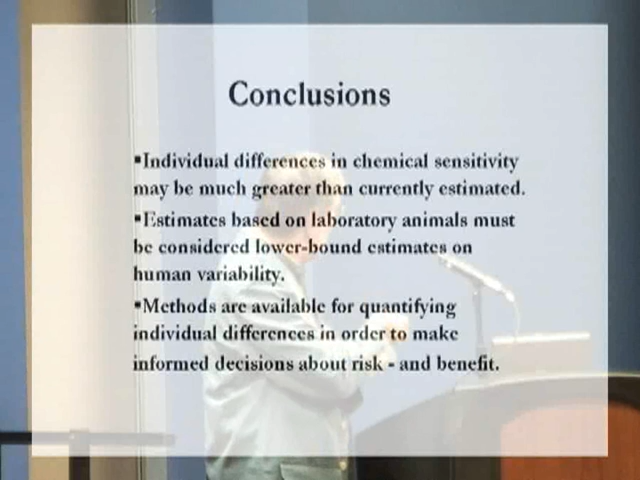 Conclusions
▪Individual differences in chemical sensitivity
may be much greater than currently estimated.
▪Estimates based on laboratory animals must
be considered lower-bound estimates on
human variability.
▪Methods are available for quantifying
individual differences in order to make
informed decisions about risk - and benefit.